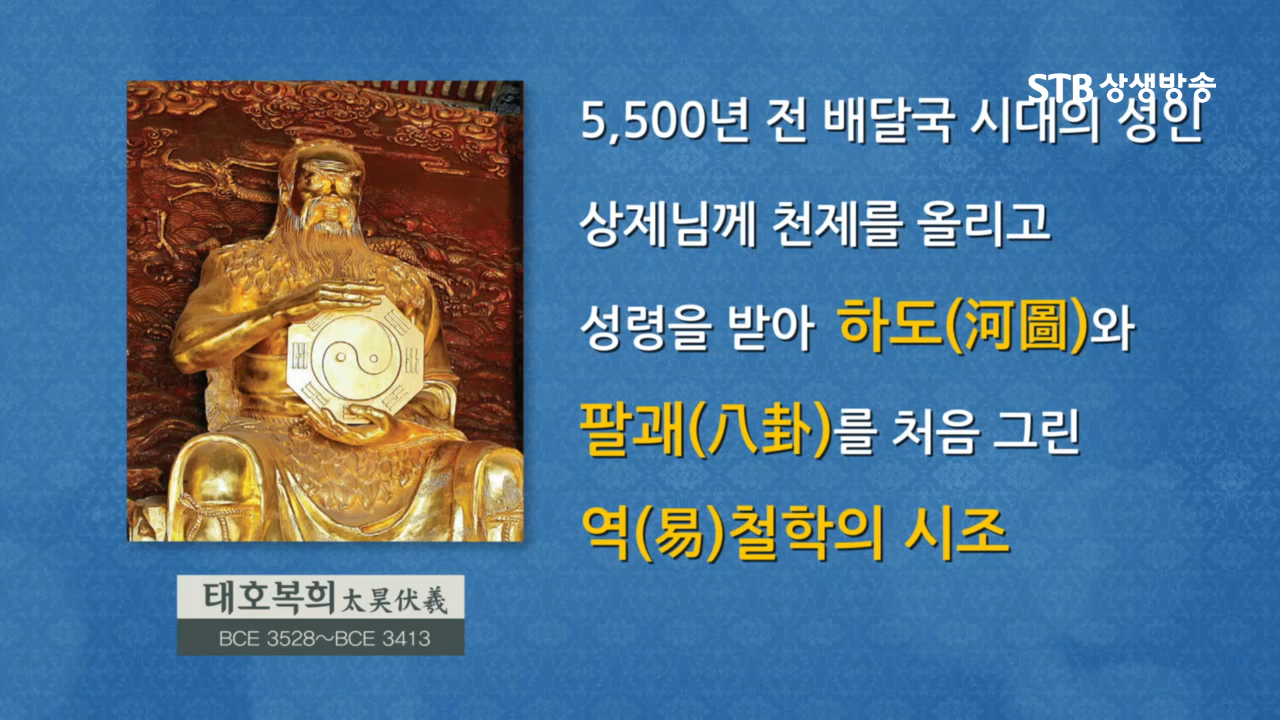 STB 상생방송
5,500년 전 배달국 시대의 성인
상제님께 천제를 올리고
성령을 받아 하도(河圖)와
팔괘(八卦)를 처음 그린
역(易)철학의 시조
태호복희 太昊伏羲
BCE 3528~BCE 3413